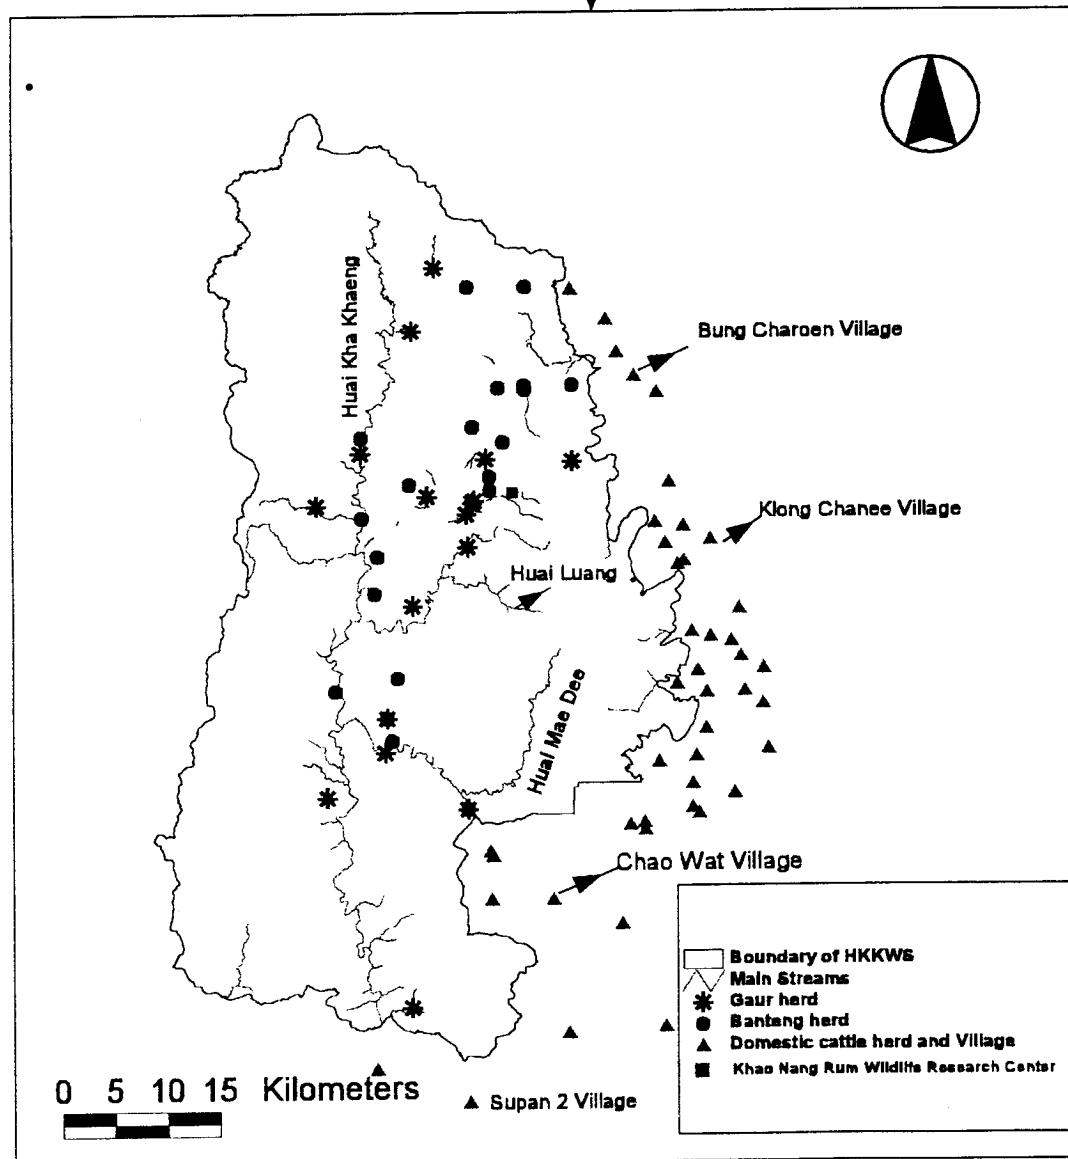 Bung Charoen Village
Huai Kha Khaeng
Klong Chanee Village
Huai Luang
Huai Mae Dee
Chao Wat Village
Boundary of HKKWS
Main Streams
Gaur herd
Banteng herd
Domestic cattle herd and Village
Khao Nang Rum Wildlife Research Center
0 5 10 15 Kilometers
Supan 2 Village